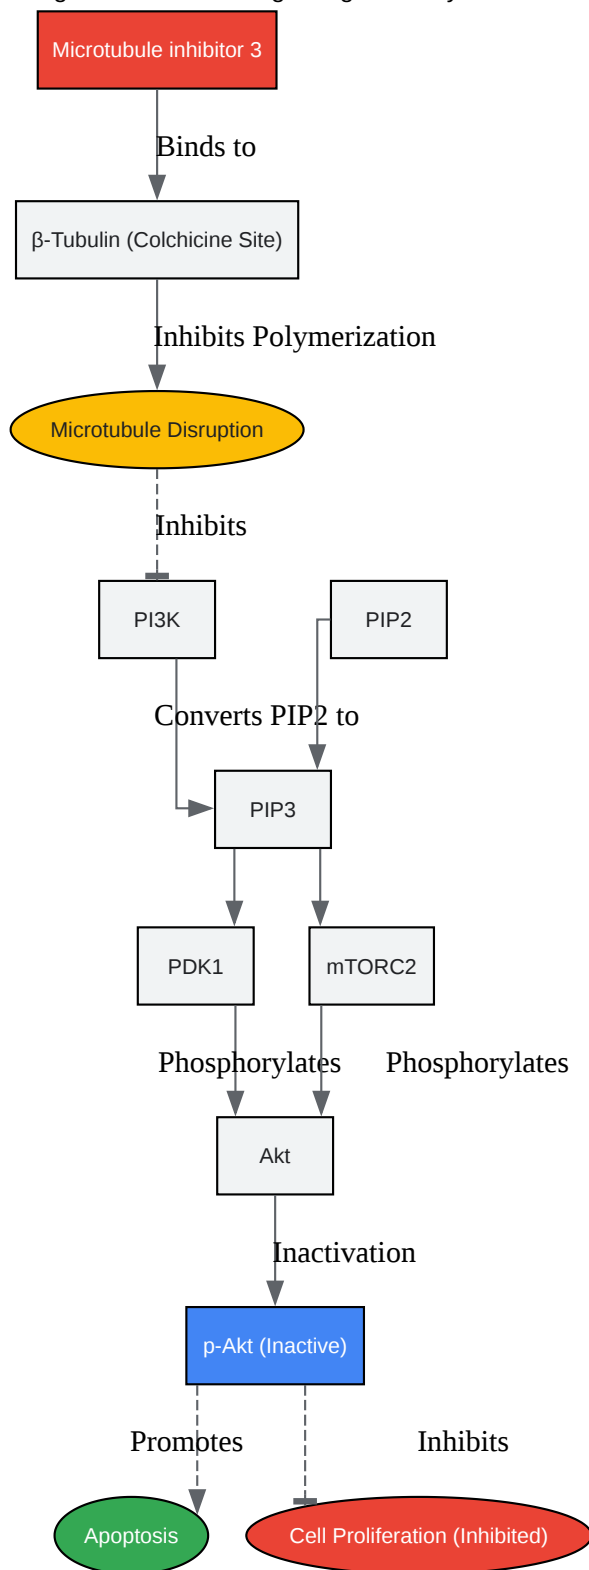 Microtubule inhibitor 3
Binds to
β-Tubulin (Colchicine Site)
Inhibits Polymerization
Microtubule Disruption
Inhibits
PI3K
PIP2
Converts PIP2 to
PIP3
PDK1
mTORC2
Phosphorylates
Phosphorylates
Akt
Inactivation
p-Akt (Inactive)
Promotes
Inhibits
Apoptosis
Cell Proliferation (Inhibited)